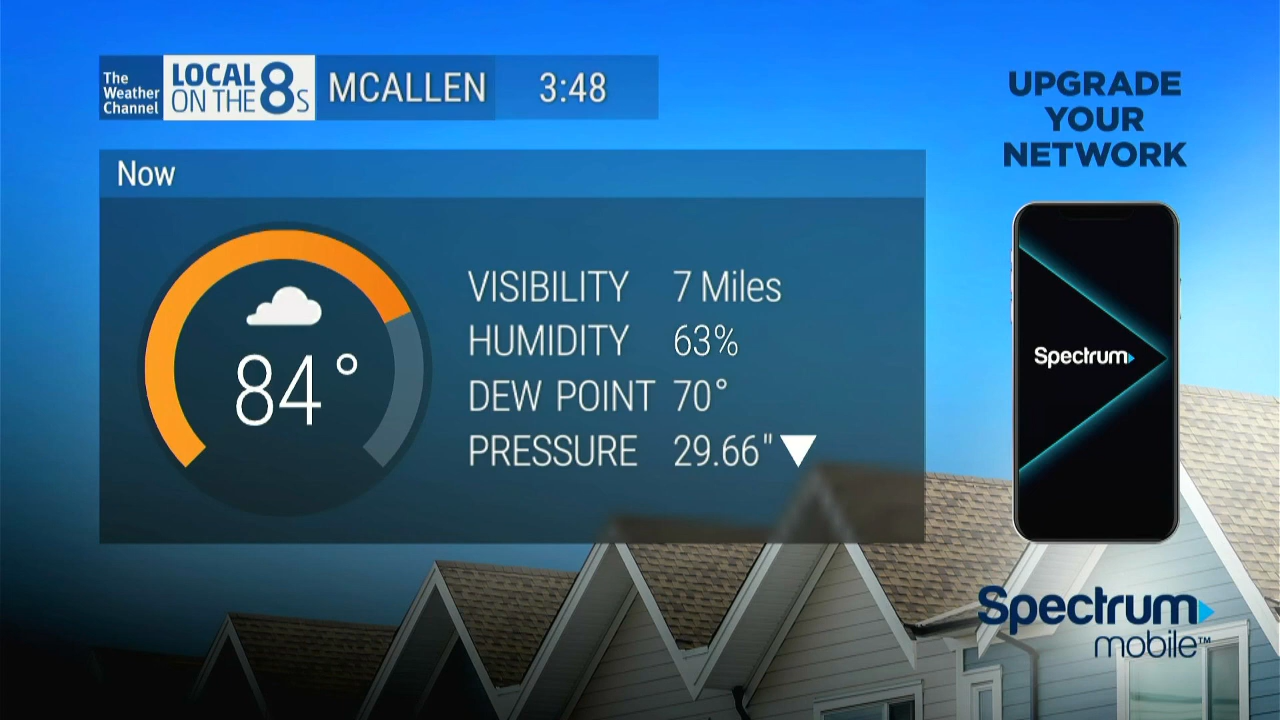 The
Weather
Channel
LOCAL
ON THE 8s
MCALLEN
3:48
Now
84°
VISIBILITY 7 Miles
HUMIDITY 63%
DEW POINT 70°
PRESSURE 29.66"
UPGRADE
YOUR
NETWORK
Spectrum
Spectrum
mobile™